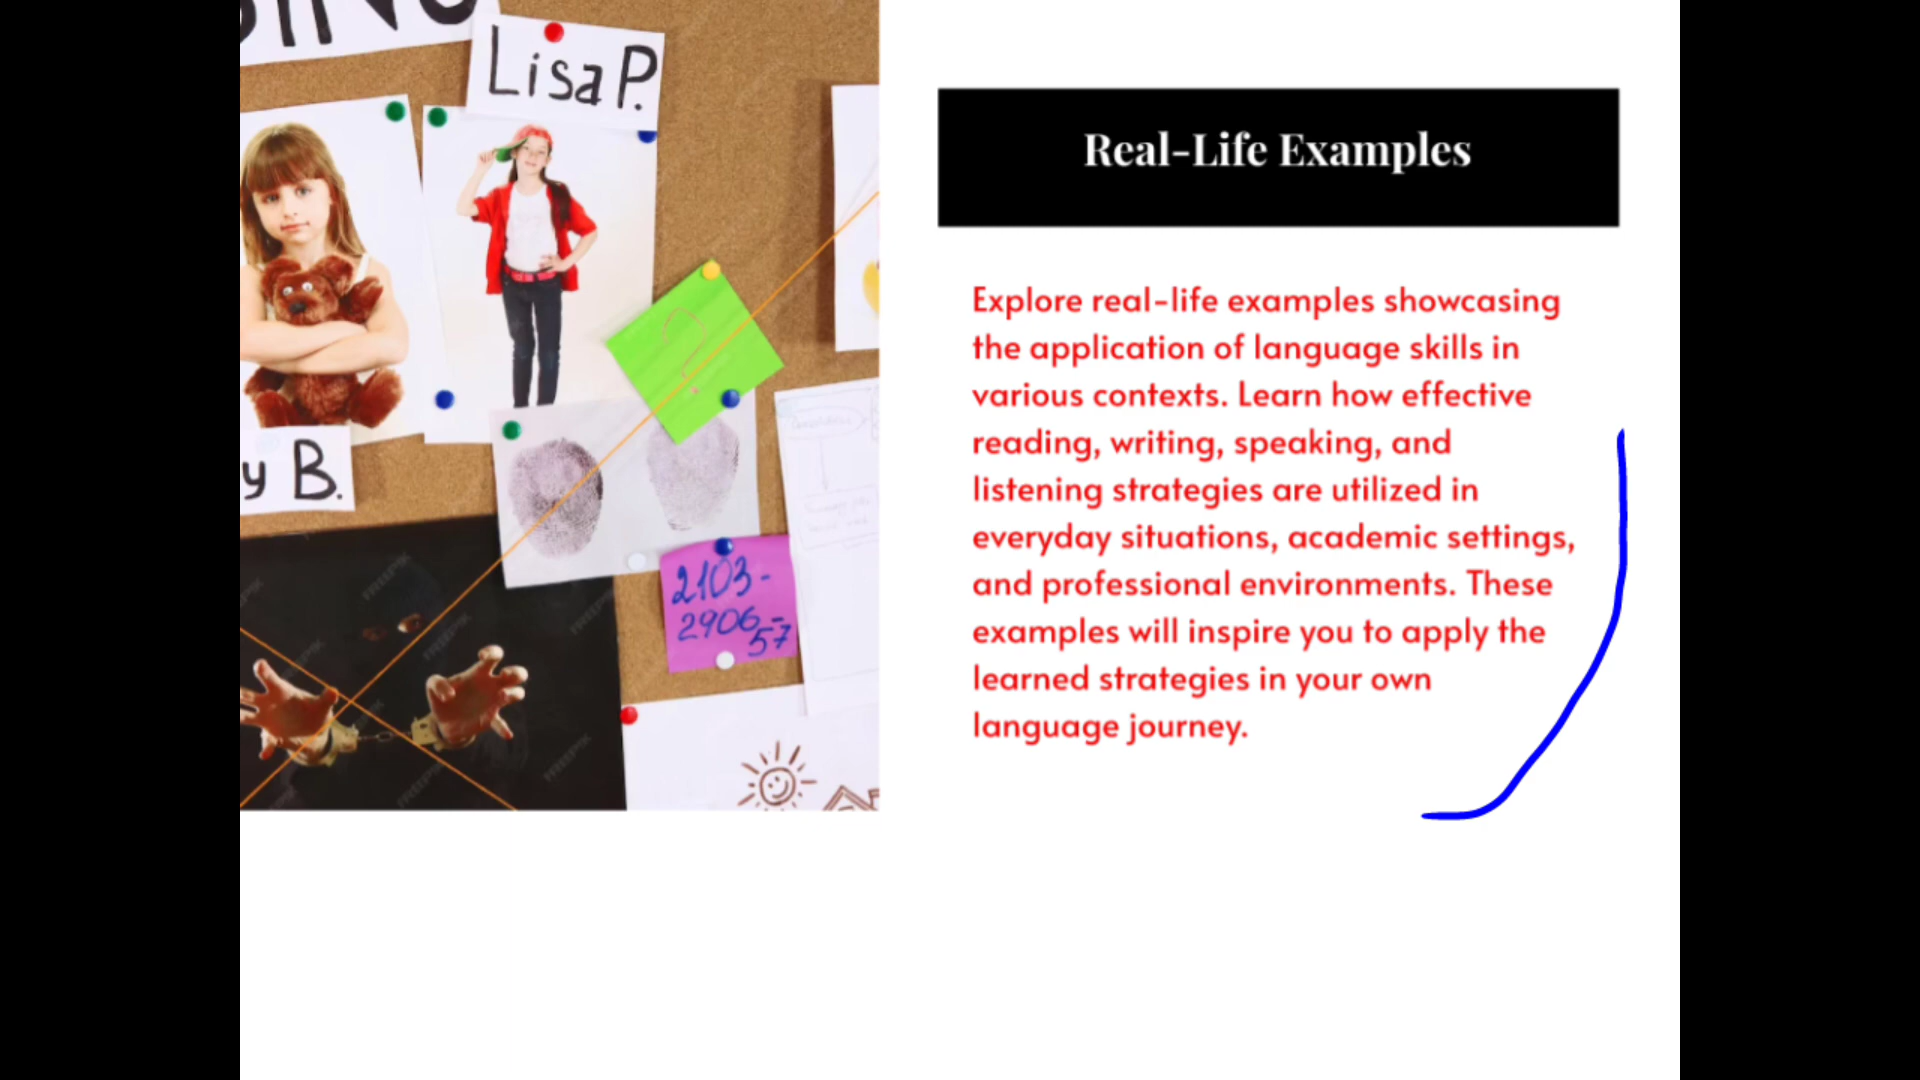 Lisa P.
y B.
2103-
2906
57
Real-Life Examples
Explore real-life examples showcasing
the application of language skills in
various contexts. Learn how effective
reading, writing, speaking, and
listening strategies are utilized in
everyday situations, academic settings,
and professional environments. These
examples will inspire you to apply the
learned strategies in your own
language journey.